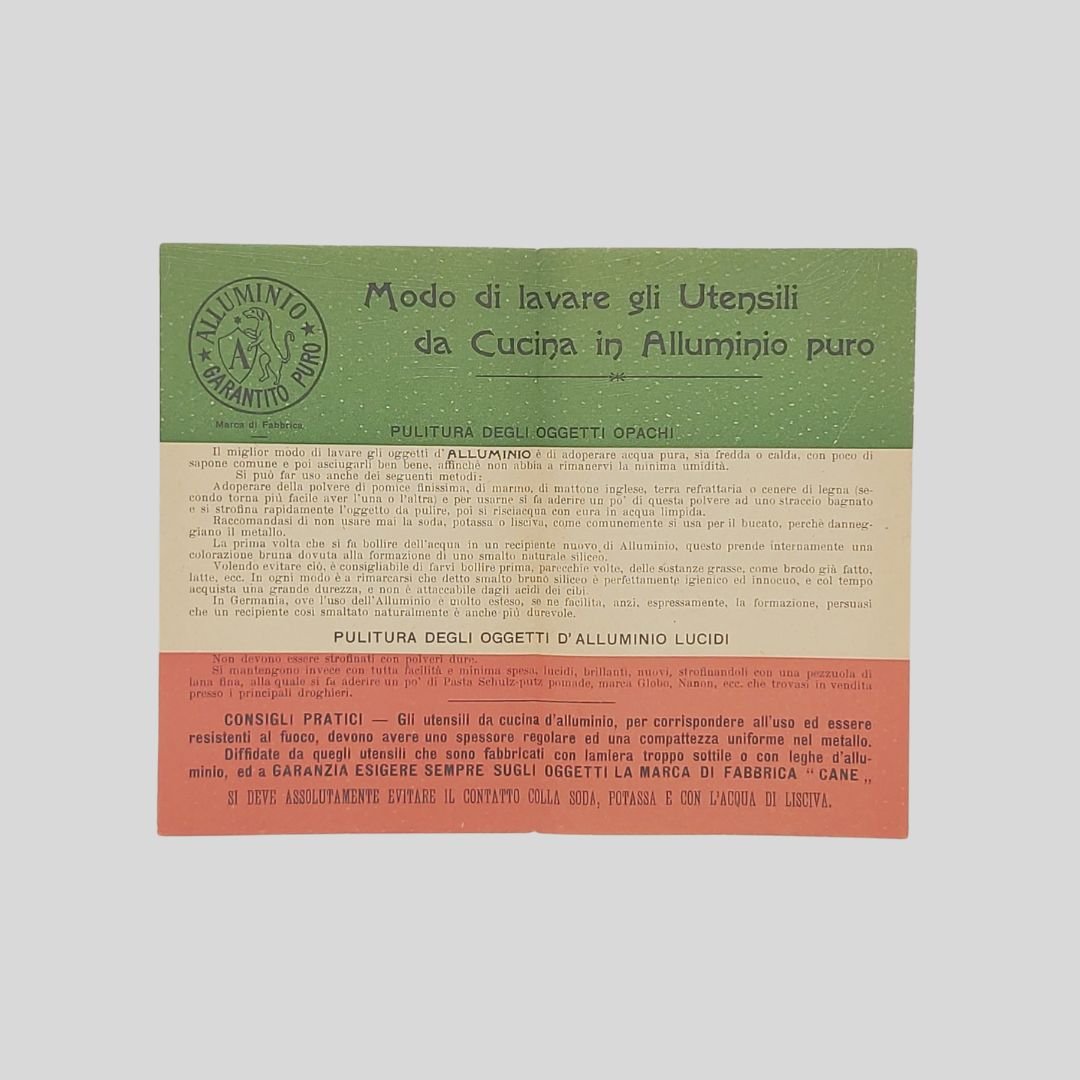 ALLUMINIO
A
GARANTITO PURO
Marca di Fabbrica
Modo di lavare gli Utensili
da Cucina in Alluminio puro
PULITURA DEGLI OGGETTI OPACHI
Il miglior modo di lavare gli oggetti d'ALLUMINIO è di adoperare acqua pura, sia fredda o calda, con poco di
sapone comune e poi asciugarli ben bene, affinchè non abbia a rimanervi la minima umidità.
Si può far uso anche dei seguenti metodi:
Adoperare della polvere di pomice finissima, di marmo, di mattone inglese, terra refrattaria o cenere di legna (se-
condo torna più facile aver l'una o l'altra) e per usarne si fa aderire un po' di questa polvere ad uno straccio bagnato
e si strofina rapidamente l'oggetto da pulire, poi si risciacqua con cura in acqua limpida.
Raccomandasi di non usare mai la soda, potassa o lisciva, come comunemente si usa per il bucato, perchè danneg-
giano il metallo.
La prima volta che si fa bollire dell'acqua in un recipiente nuovo di Alluminio, questo prende internamente una
colorazione bruna dovuta alla formazione di uno smalto naturale siliceo.
Volendo evitare ciò, è consigliabile di farvi bollire prima, parecchie volte, delle sostanze grasse, come brodo già fatto,
latte, ecc. In ogni modo è a rimarcarsi che detto smalto bruno siliceo è perfettamente igienico ed innocuo, e col tempo
acquista una grande durezza, e non è attaccabile dagli acidi dei cibi.
In Germania, ove l'uso dell'Alluminio è molto esteso, se ne facilita, anzi, espressamente, la formazione, persuasi
che un recipiente così smaltato naturalmente è anche più durevole.
PULITURA DEGLI OGGETTI D'ALLUMINIO LUCIDI
Non devono essere strofinati con polveri dure.
Si mantengono invece con tutta facilità e minima spesa, lucidi, brillanti, nuovi, strofinandoli con una pezzuola di
lana fina, alla quale si fa aderire un po' di Pasta Schulz-putz pomade, marca Globo, Nanon, ecc. che trovasi in vendita
presso i principali droghieri.
CONSIGLI PRATICI — Gli utensili da cucina d'alluminio, per corrispondere all'uso ed essere
resistenti al fuoco, devono avere uno spessore regolare ed una compattezza uniforme nel metallo.
Diffidate da quegli utensili che sono fabbricati con lamiera troppo sottile o con leghe d'allu-
minio, ed a GARANZIA ESIGERE SEMPRE SUGLI OGGETTI LA MARCA DI FABBRICA "CANE„
SI DEVE ASSOLUTAMENTE EVITARE IL CONTATTO COLLA SODA, POTASSA E CON L'ACQUA DI LISCIVA.